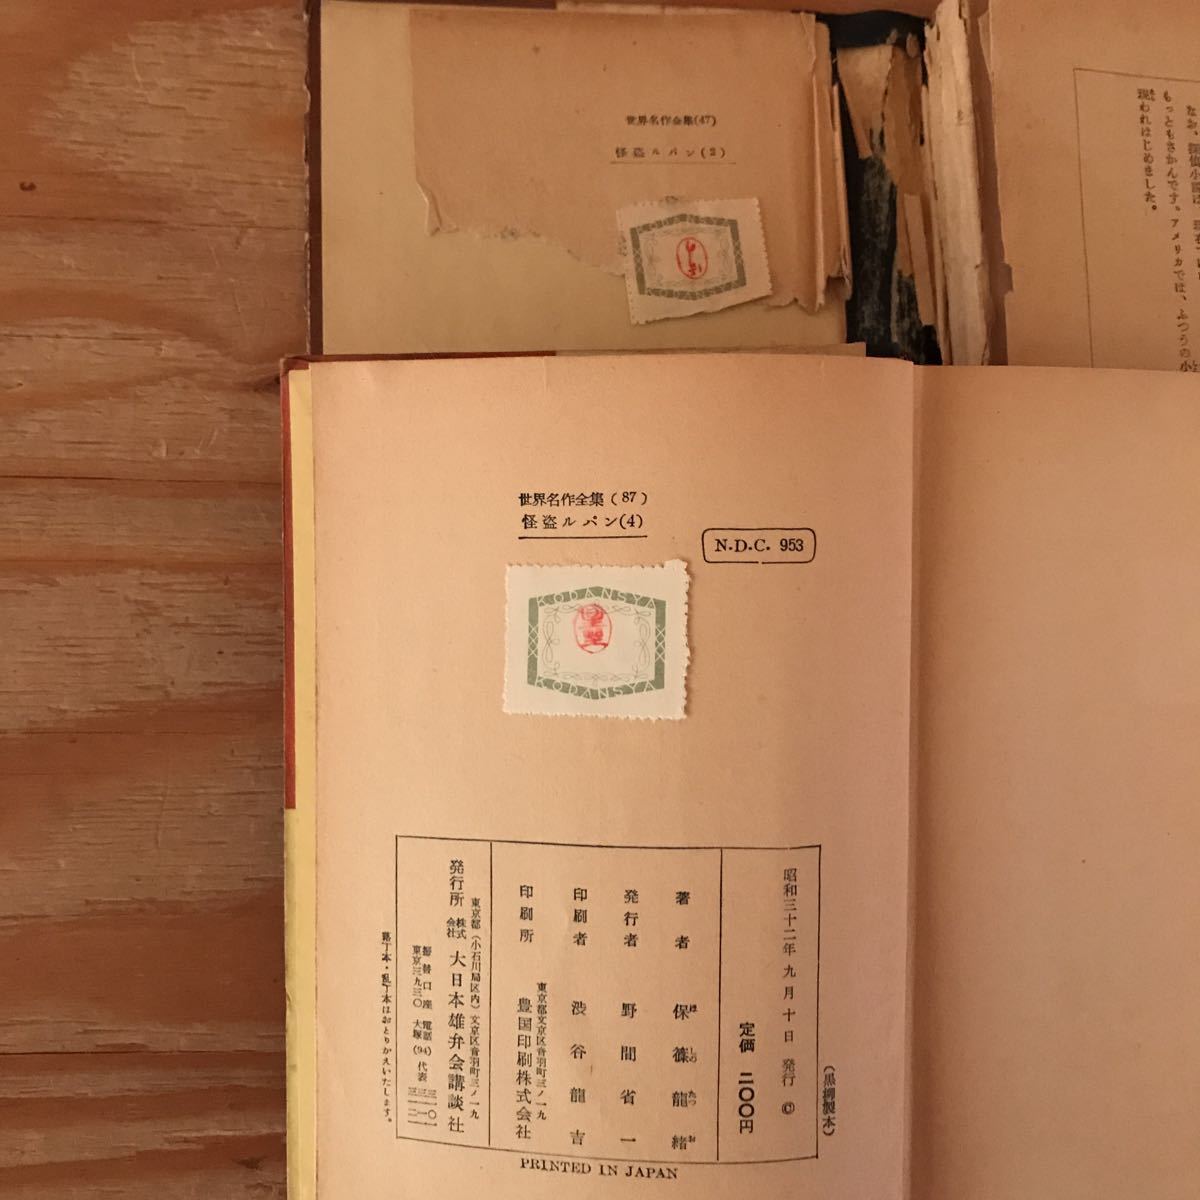 世界名作全集(47)
怪盗ルパン(2)
KODANSYA
KODANSYA
もっともさかんです。アメリカでは、ふつうの小
現われはじめました。
世界名作全集(87)
怪盗ルパン(4)
N.D.C. 953
KODANSYA
KODANSYA
昭和三十二年九月十日 発行 ©
定価 二〇〇円
著者 保篠龍緒
ほ しの たつ お
発行者 野間省一
印刷者 渋谷龍吉
東京都文京区音羽町三ノ一九
印刷所 豊国印刷株式会社
東京都(小石川局区内)文京区音羽町三ノ一九
発行所 株式会社 大日本雄弁会講談社
振替口座 東京三九三〇
電話 大塚(94)代表
落丁本・乱丁本はおとりかえいたします。
(黒柳製本)
PRINTED IN JAPAN